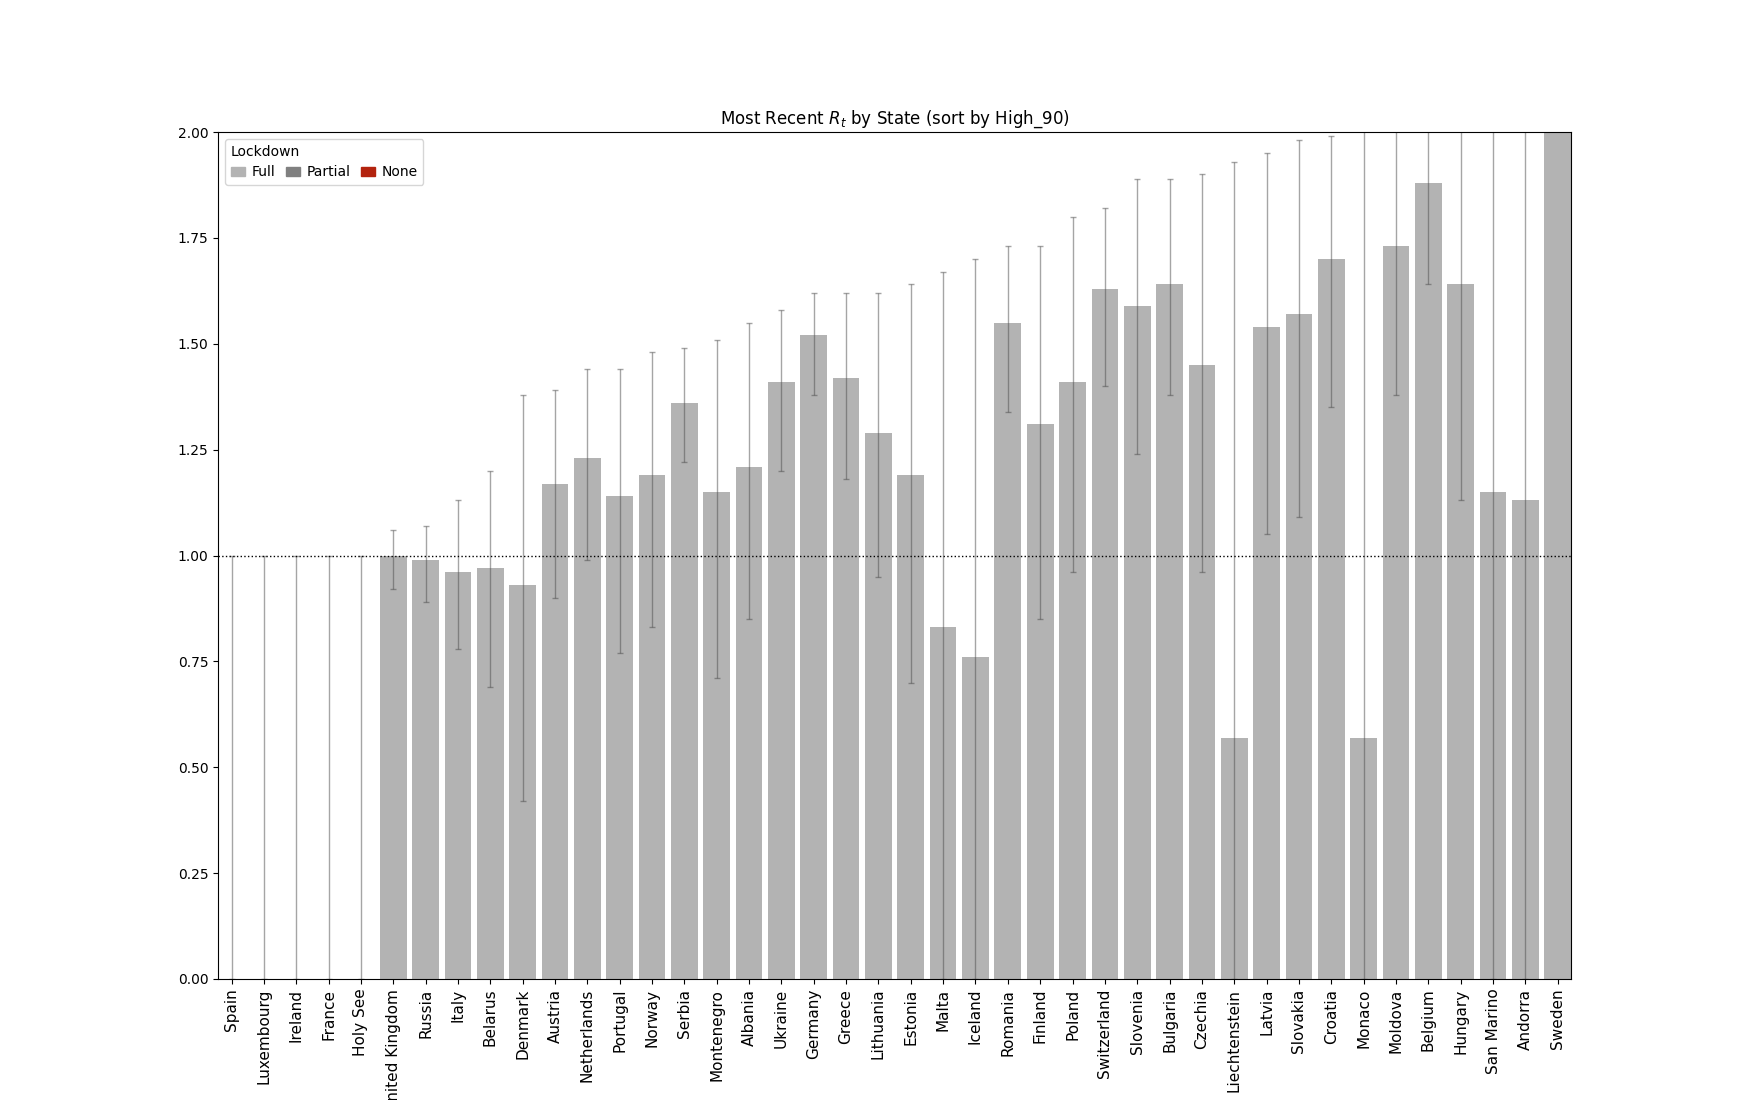 Most Recent R_t by State (sort by High_90)
Lockdown
Full Partial None
2.00
1.75
1.50
1.25
1.00
0.75
0.50
0.25
0.00
Spain
Luxembourg
Ireland
France
Holy See
nited Kingdom
Russia
Italy
Belarus
Denmark
Austria
Netherlands
Portugal
Norway
Serbia
Montenegro
Albania
Ukraine
Germany
Greece
Lithuania
Estonia
Malta
Iceland
Romania
Finland
Poland
Switzerland
Slovenia
Bulgaria
Czechia
Liechtenstein
Latvia
Slovakia
Croatia
Monaco
Moldova
Belgium
Hungary
San Marino
Andorra
Sweden